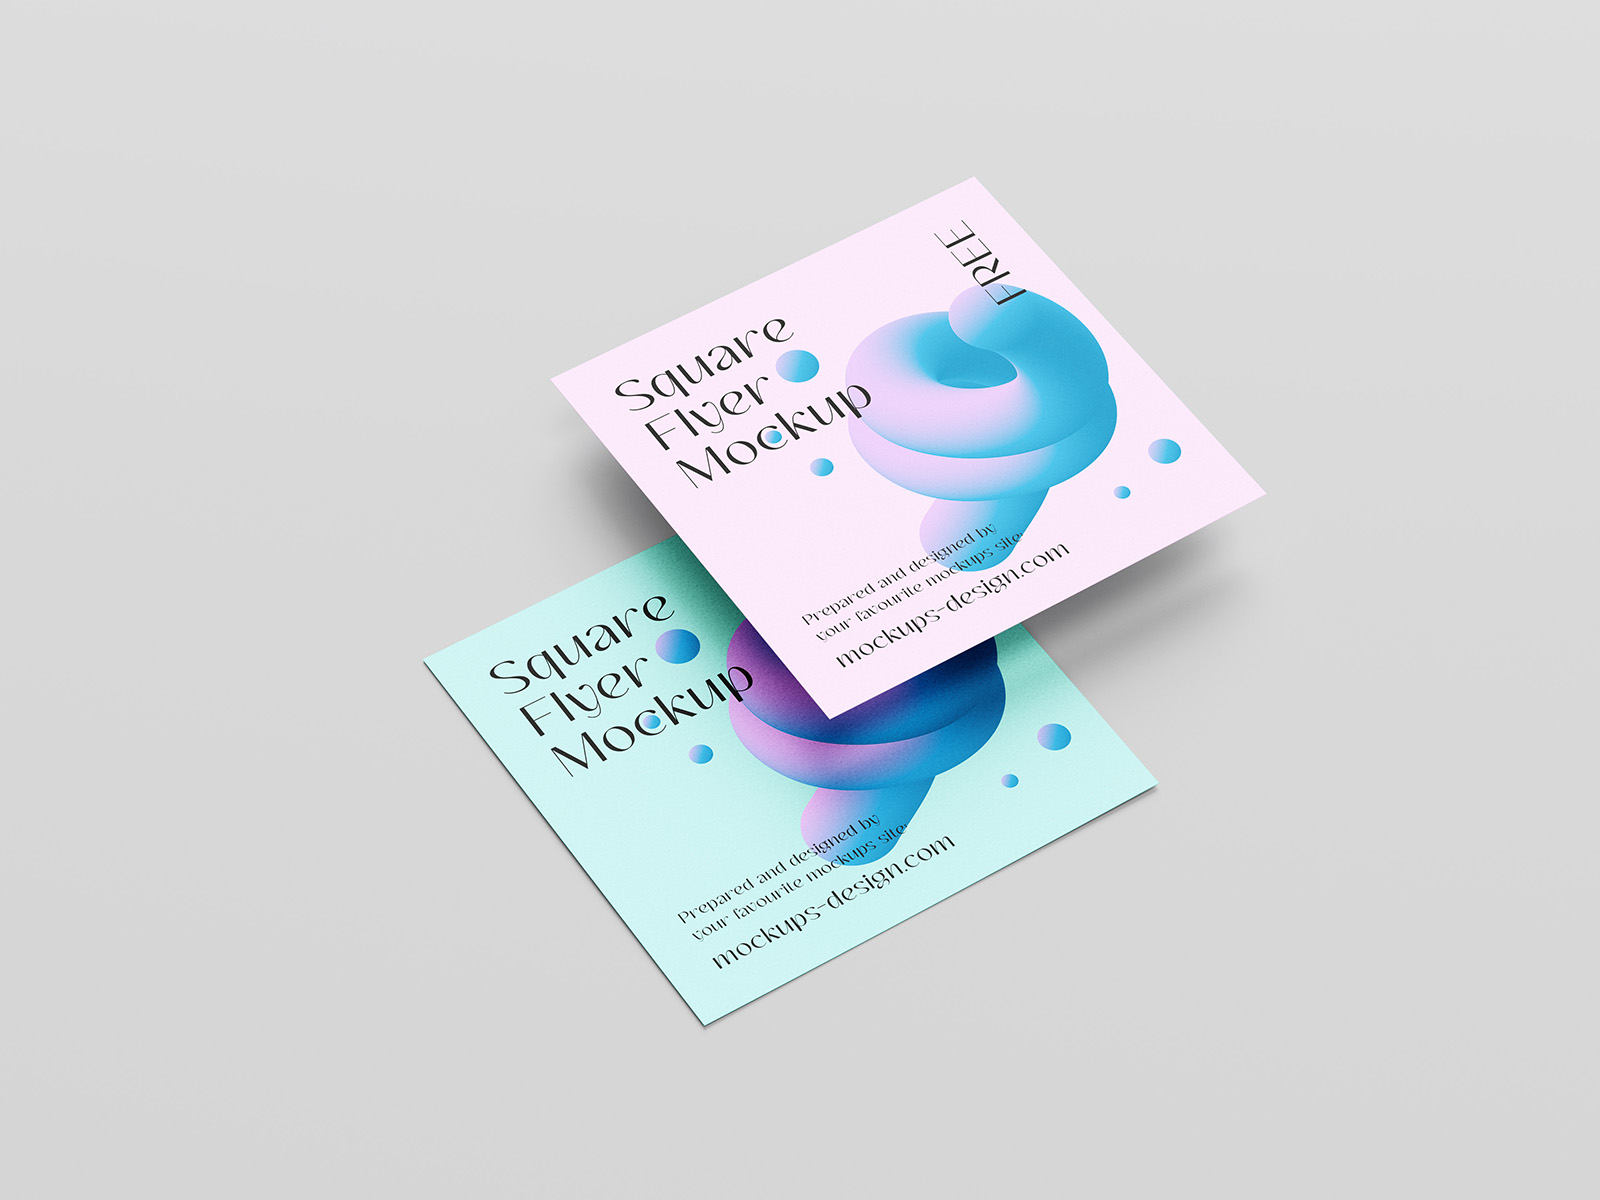 FREE
Square
Flyer
Mockup
Prepared and designed by
your favourite mockups site:
mockups-design.com
Square
Flyer
Mockup
Prepared and designed by
your favourite mockups site:
mockups-design.com